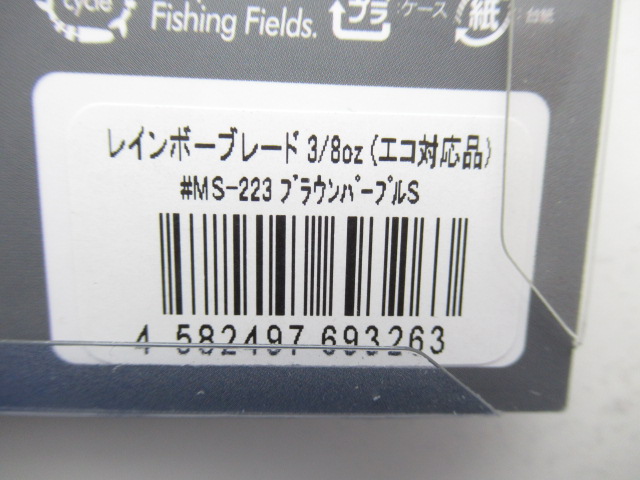 cycle
Fishing Fields.
プラ
:ケース
紙
:台紙
レインボーブレード 3/8oz (エコ対応品)
#MS-223 ﾌﾞﾗｳﾝﾊﾟｰﾌﾟﾙS
4 582497 693263